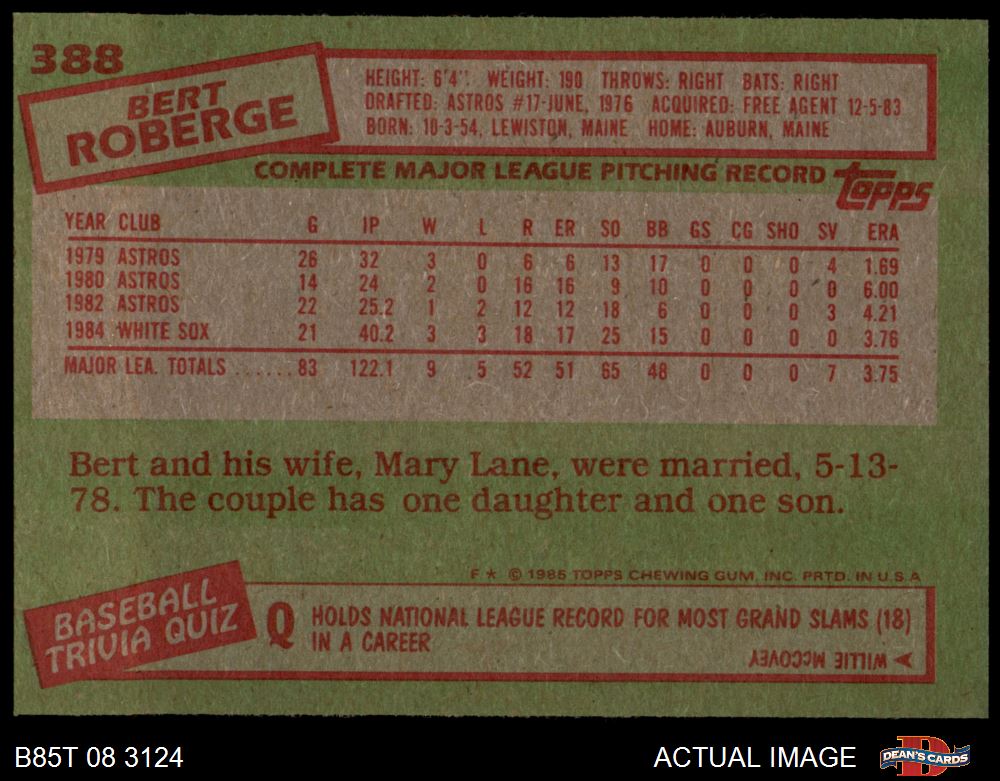 388
BERT
ROBERGE
HEIGHT: 6'4". WEIGHT: 190 THROWS: RIGHT BATS: RIGHT
DRAFTED: ASTROS #17-JUNE, 1976 ACQUIRED: FREE AGENT 12-5-83
BORN: 10-3-54, LEWISTON, MAINE HOME: AUBURN, MAINE
COMPLETE MAJOR LEAGUE PITCHING RECORD
topps
YEAR CLUB G IP W L R ER SO BB GS CG SHO SV ERA
1979 ASTROS 26 32 3 0 6 6 13 17 0 0 0 4 1.69
1980 ASTROS 14 24 2 0 16 16 9 10 0 0 0 0 6.00
1982 ASTROS 22 25.2 1 2 12 12 18 6 0 0 0 3 4.21
1984 WHITE SOX 21 40.2 3 3 18 17 25 15 0 0 0 0 3.76
MAJOR LEA. TOTALS ...... 83 122.1 9 5 52 51 65 48 0 0 0 7 3.75
Bert and his wife, Mary Lane, were married, 5-13-
78. The couple has one daughter and one son.
F * © 1985 TOPPS CHEWING GUM, INC. PRTD. IN U.S.A
BASEBALL
TRIVIA QUIZ
Q HOLDS NATIONAL LEAGUE RECORD FOR MOST GRAND SLAMS (18)
IN A CAREER
WILLIE MCCOVEY
B85T 08 3124
ACTUAL IMAGE
D
DEAN'S CARDS